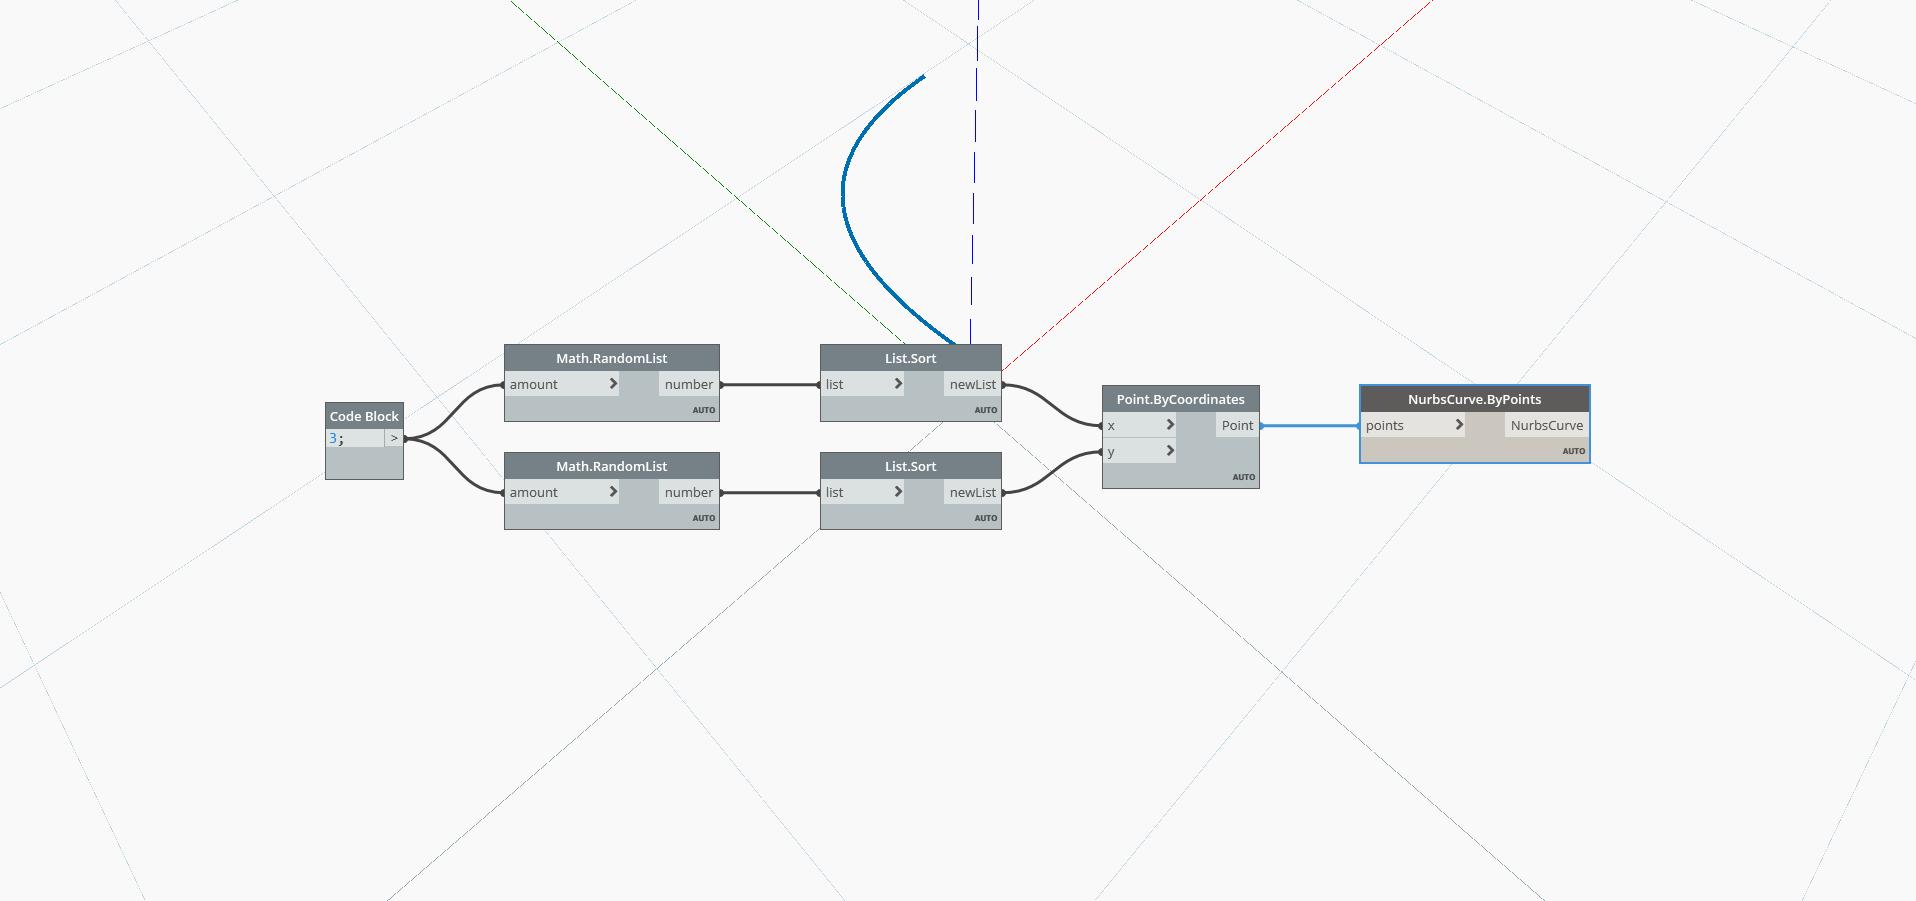 Code Block
3;
>
Math.RandomList
amount
number
AUTO
Math.RandomList
amount
number
AUTO
List.Sort
list
newList
AUTO
List.Sort
list
newList
AUTO
Point.ByCoordinates
x
Point
y
AUTO
NurbsCurve.ByPoints
points
NurbsCurve
AUTO